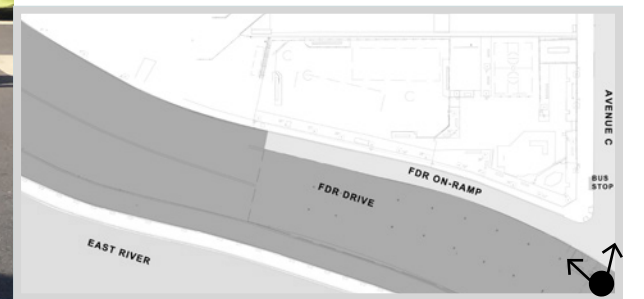 AVENUE C
BUS
STOP
FDR ON-RAMP
FDR DRIVE
EAST RIVER